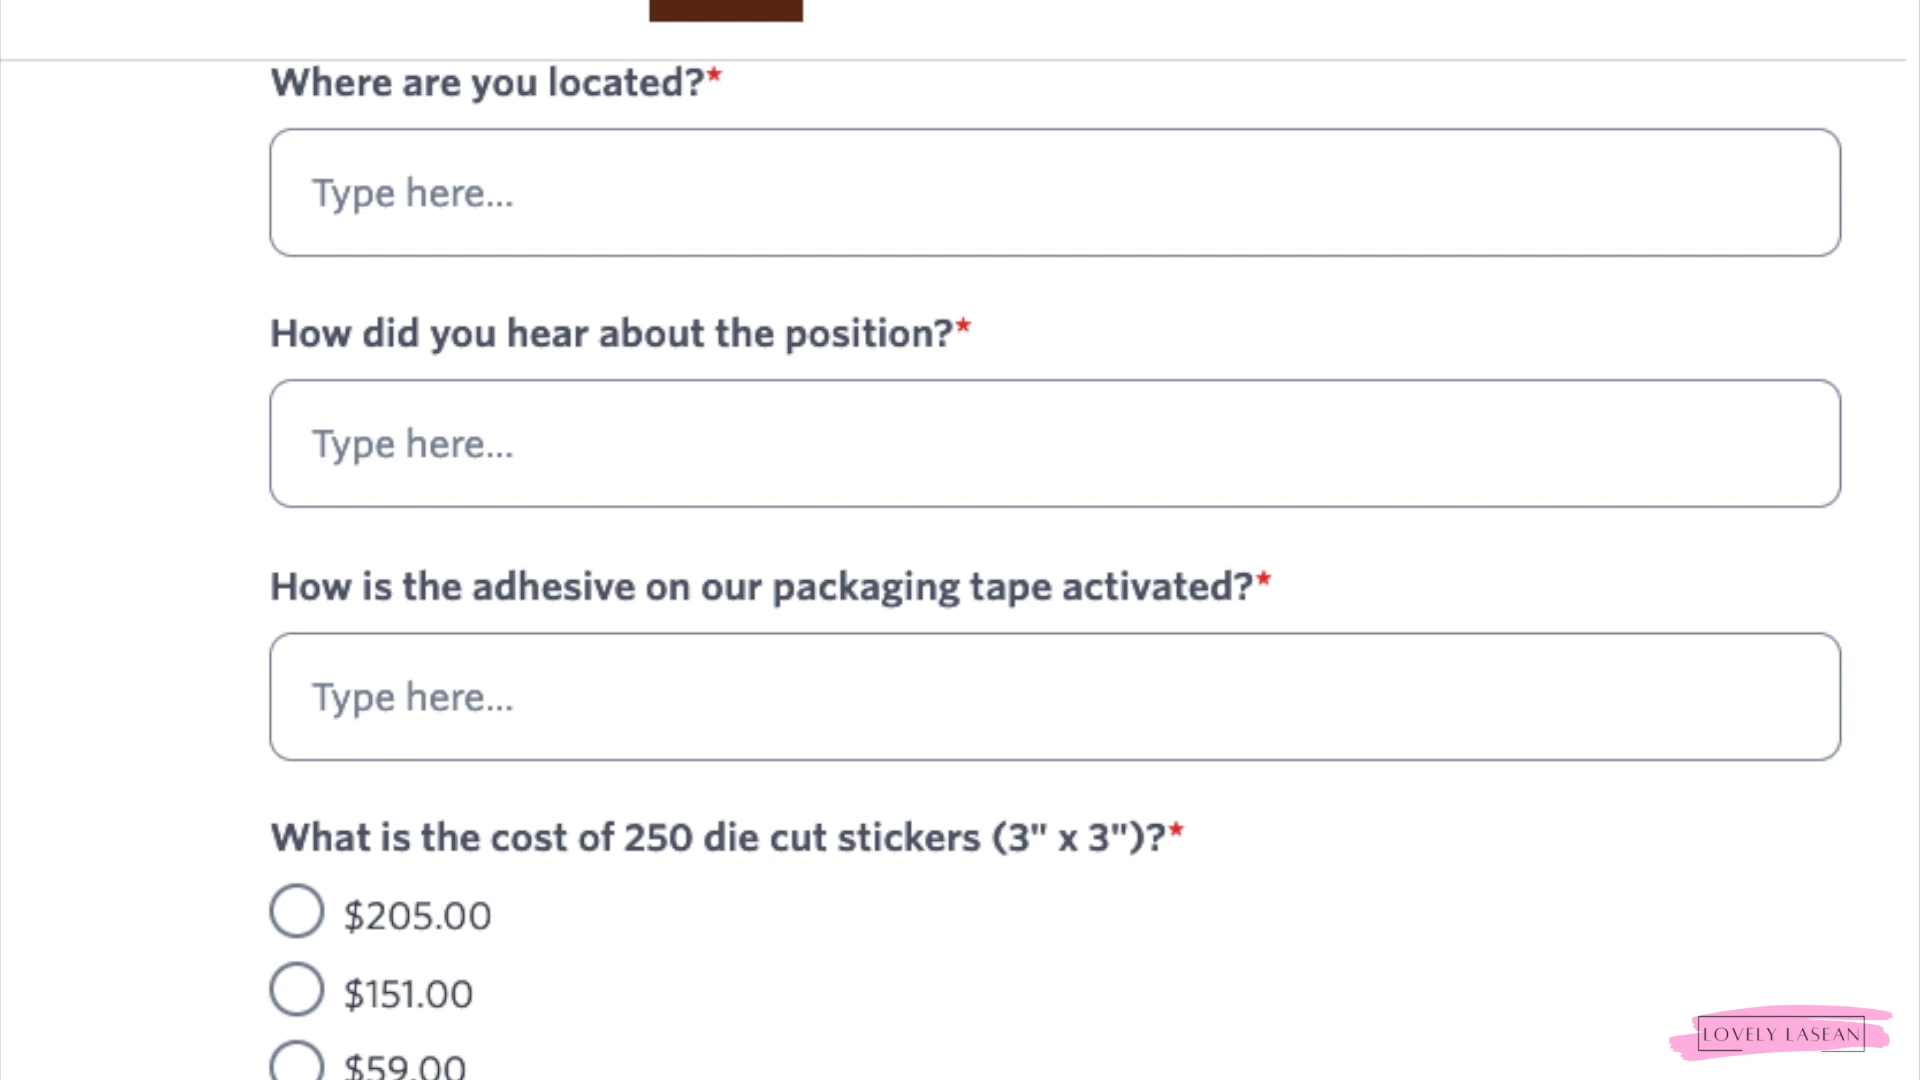 Where are you located?*
Type here...
How did you hear about the position?*
Type here...
How is the adhesive on our packaging tape activated?*
Type here...
What is the cost of 250 die cut stickers (3" x 3")?*
$205.00
$151.00
$59.00
LOVELY LASEAN